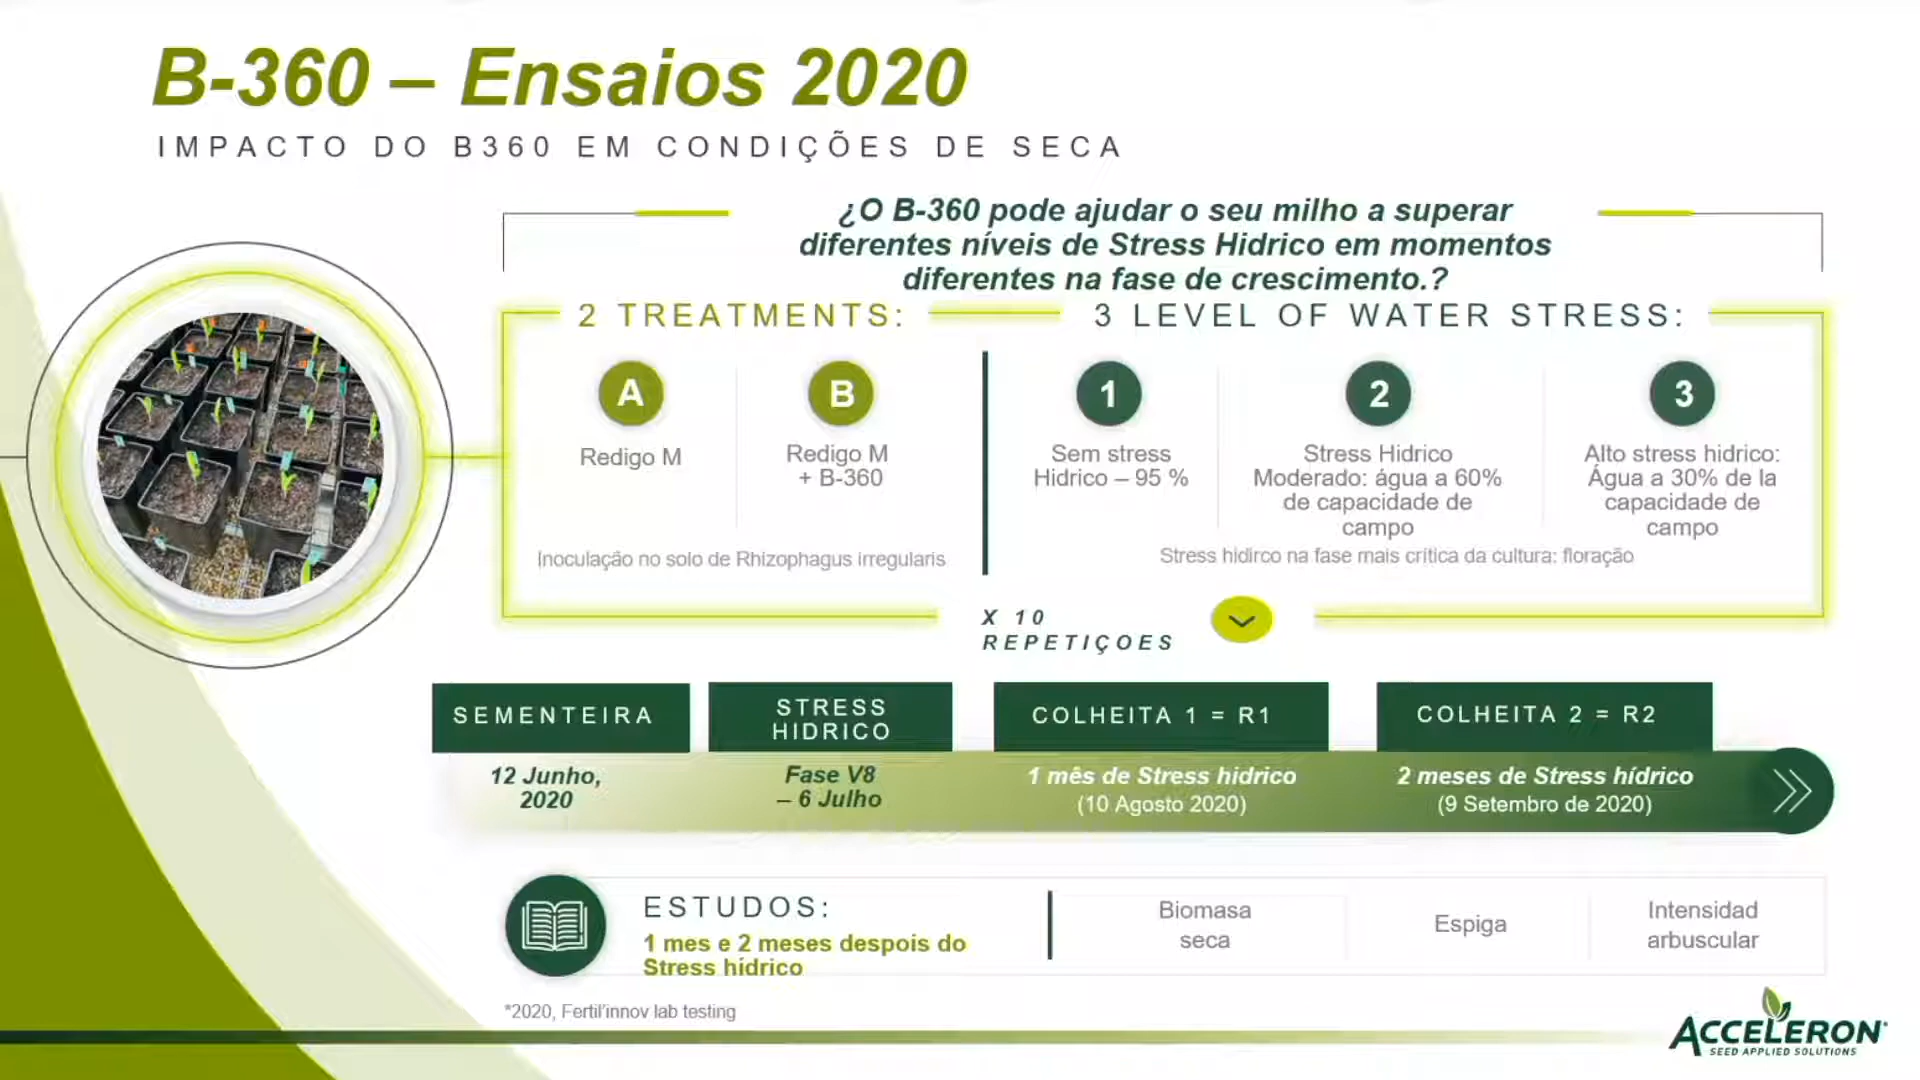 B-360 – Ensaios 2020
IMPACTO DO B360 EM CONDIÇÕES DE SECA
¿O B-360 pode ajudar o seu milho a superar
diferentes níveis de Stress Hidrico em momentos
diferentes na fase de crescimento.?
2 TREATMENTS:
A
Redigo M
B
Redigo M
+ B-360
Inoculação no solo de Rhizophagus irregularis
3 LEVEL OF WATER STRESS:
1
Sem stress
Hidrico – 95 %
2
Stress Hidrico
Moderado: água a 60%
de capacidade de
campo
3
Alto stress hidrico:
Água a 30% de la
capacidade de
campo
Stress hidirco na fase mais crítica da cultura: floração
X 10
REPETIÇOES
SEMENTEIRA
12 Junho,
2020
STRESS
HIDRICO
Fase V8
– 6 Julho
COLHEITA 1 = R1
1 mês de Stress hidrico
(10 Agosto 2020)
COLHEITA 2 = R2
2 meses de Stress hídrico
(9 Setembro de 2020)
ESTUDOS:
1 mes e 2 meses despois do
Stress hídrico
Biomasa
seca
Espiga
Intensidad
arbuscular
*2020, Fertil'innov lab testing
ACCELERON
SEED APPLIED SOLUTIONS